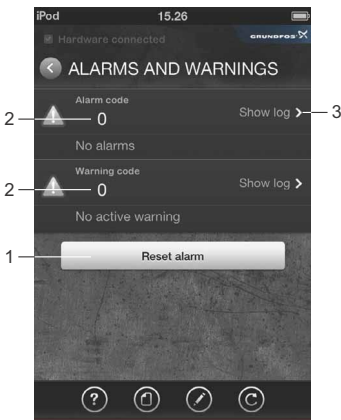 iPod 15.26
Hardware connected
GRUNDFOS
ALARMS AND WARNINGS
Alarm code
2 0 Show log 3
No alarms
Warning code
2 0 Show log
No active warning
1 Reset alarm
?